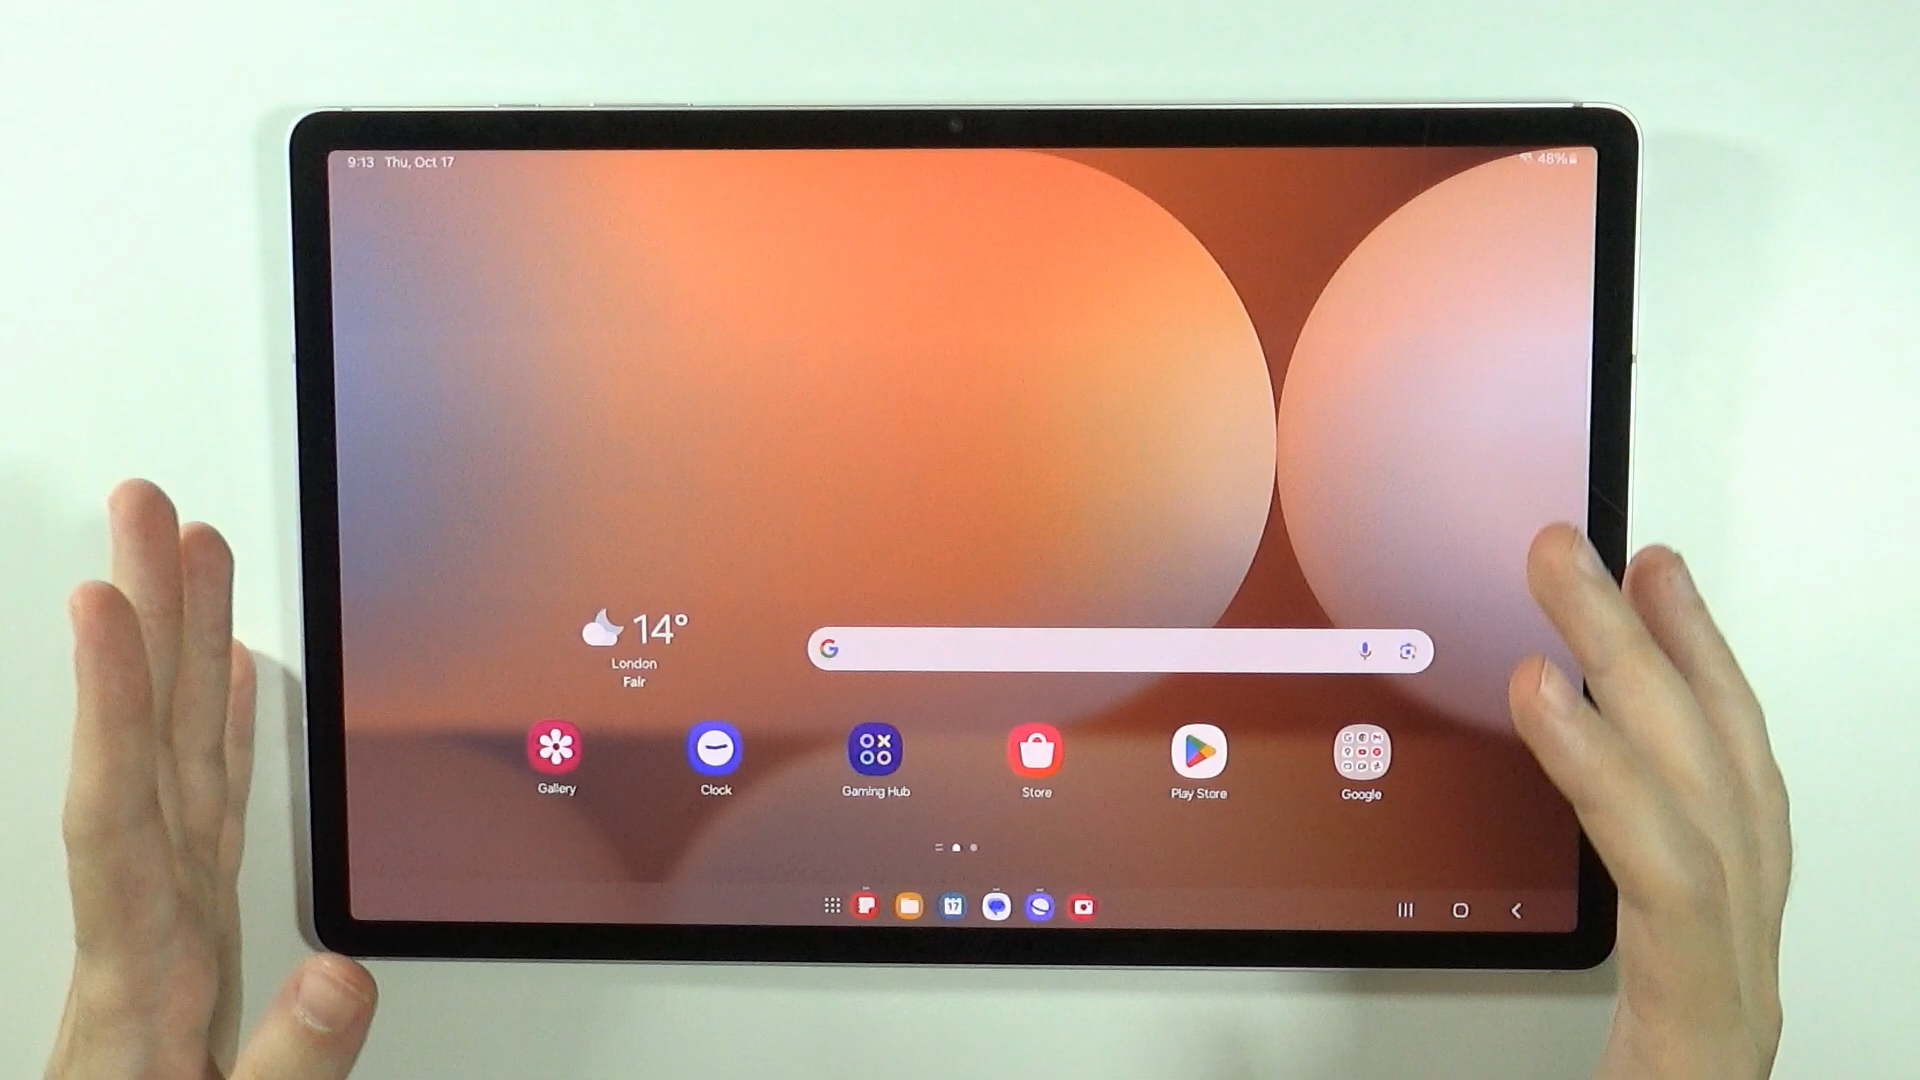 9:13 Thu, Oct 17
48%
14°
London
Fair
Gallery
Clock
Gaming Hub
Store
Play Store
Google
17